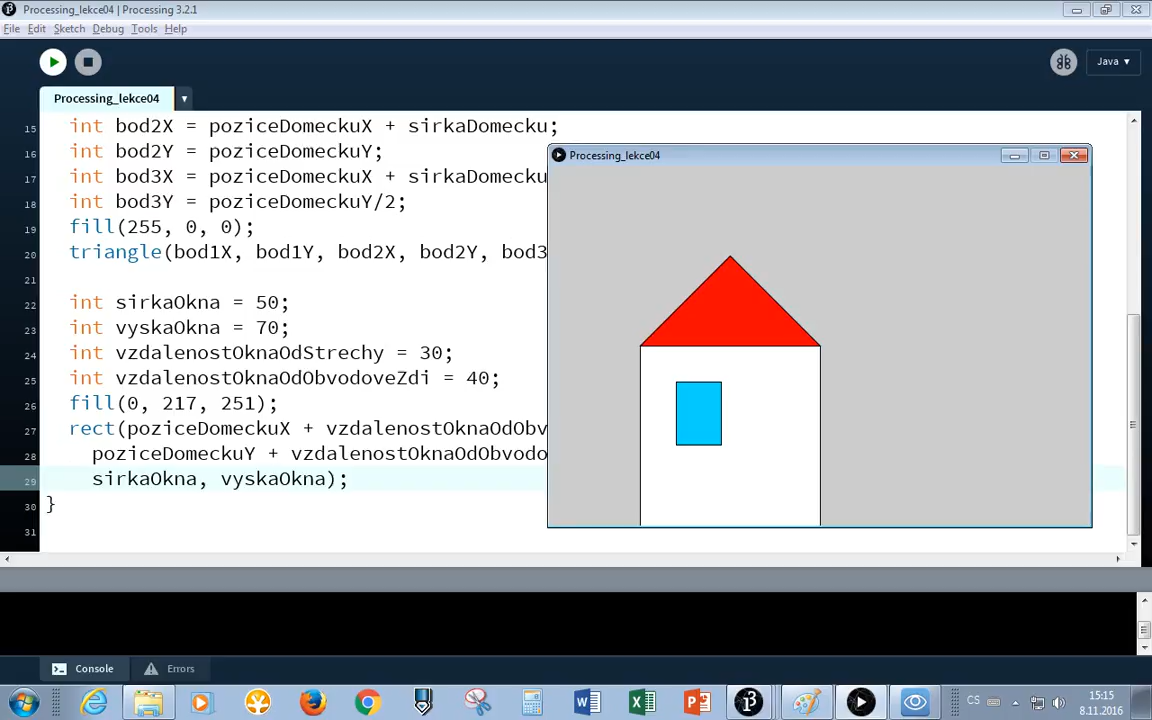 Processing_lekce04 | Processing 3.2.1
File Edit Sketch Debug Tools Help
Java ▾
Processing_lekce04 ▾
15 int bod2X = poziceDomeckuX + sirkaDomecku;
16 int bod2Y = poziceDomeckuY;
17 int bod3X = poziceDomeckuX + sirkaDomecku
18 int bod3Y = poziceDomeckuY/2;
19 fill(255, 0, 0);
20 triangle(bod1X, bod1Y, bod2X, bod2Y, bod3
21
22 int sirkaOkna = 50;
23 int vyskaOkna = 70;
24 int vzdalenostOknaOdStrechy = 30;
25 int vzdalenostOknaOdObvodoveZdi = 40;
26 fill(0, 217, 251);
27 rect(poziceDomeckuX + vzdalenostOknaOdObv
28 poziceDomeckuY + vzdalenostOknaOdObvodo
29 sirkaOkna, vyskaOkna);
30 }
31
Processing_lekce04
Console Errors
CS
15:15
8.11.2016